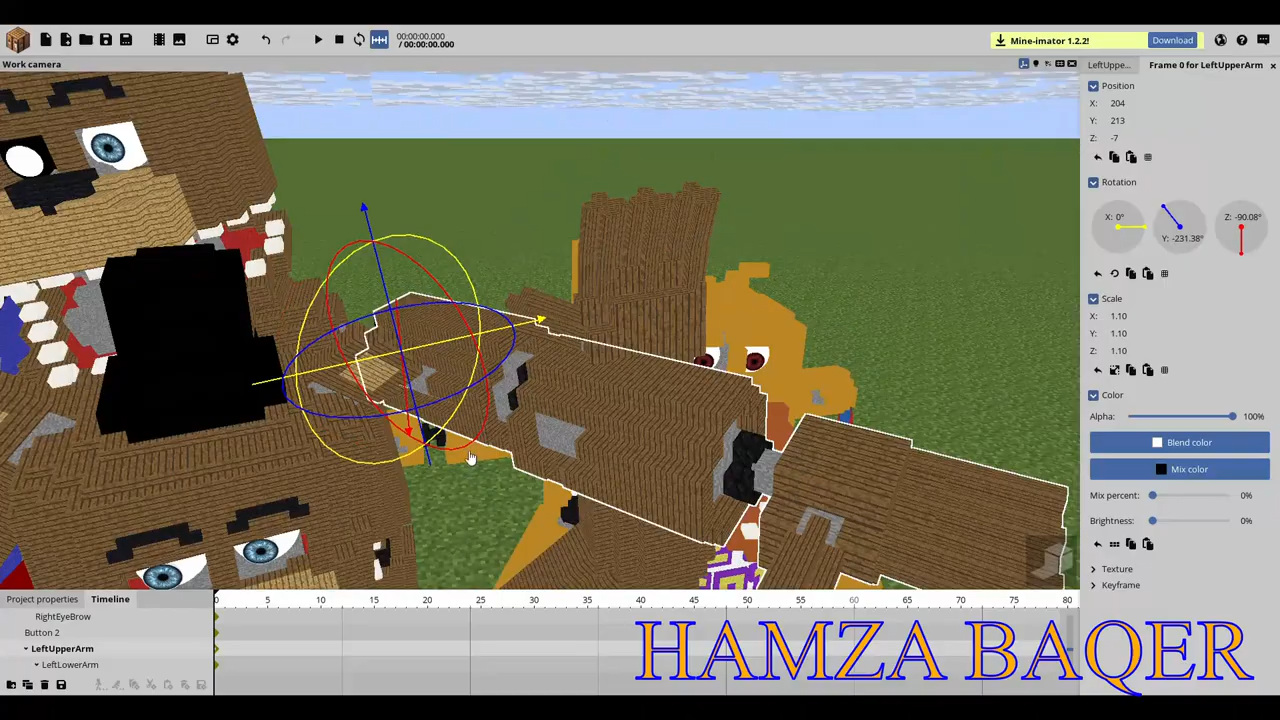 00:00:00.000
/ 00:00:00.000
Mine-imator 1.2.2!
Download
Work camera
LeftUppe...
Frame 0 for LeftUpperArm
Position
X: 204
Y: 213
Z: -7
Rotation
X: 0°
Y: -231.38°
Z: -90.08°
Scale
X: 1.10
Y: 1.10
Z: 1.10
Color
Alpha: 100%
Blend color
Mix color
Mix percent: 0%
Brightness: 0%
Texture
Keyframe
Project properties Timeline
0 5 10 15 20 25 30 35 40 45 50 55 60 65 70 75 80
RightEyeBrow
Button 2
LeftUpperArm
LeftLowerArm
HAMZA BAQER